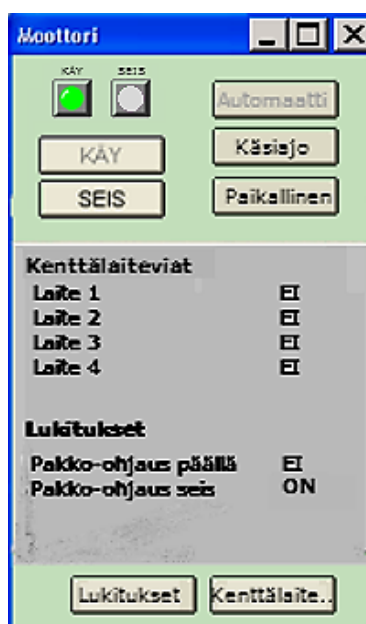 Moottori
KÄY SEIS
Automaatti
KÄY
Käsiajo
SEIS
Paikallinen
Kenttälaiteviat
Laite 1 EI
Laite 2 EI
Laite 3 EI
Laite 4 EI
Lukitukset
Pakko-ohjaus päällä EI
Pakko-ohjaus seis ON
Lukitukset Kenttälaite..